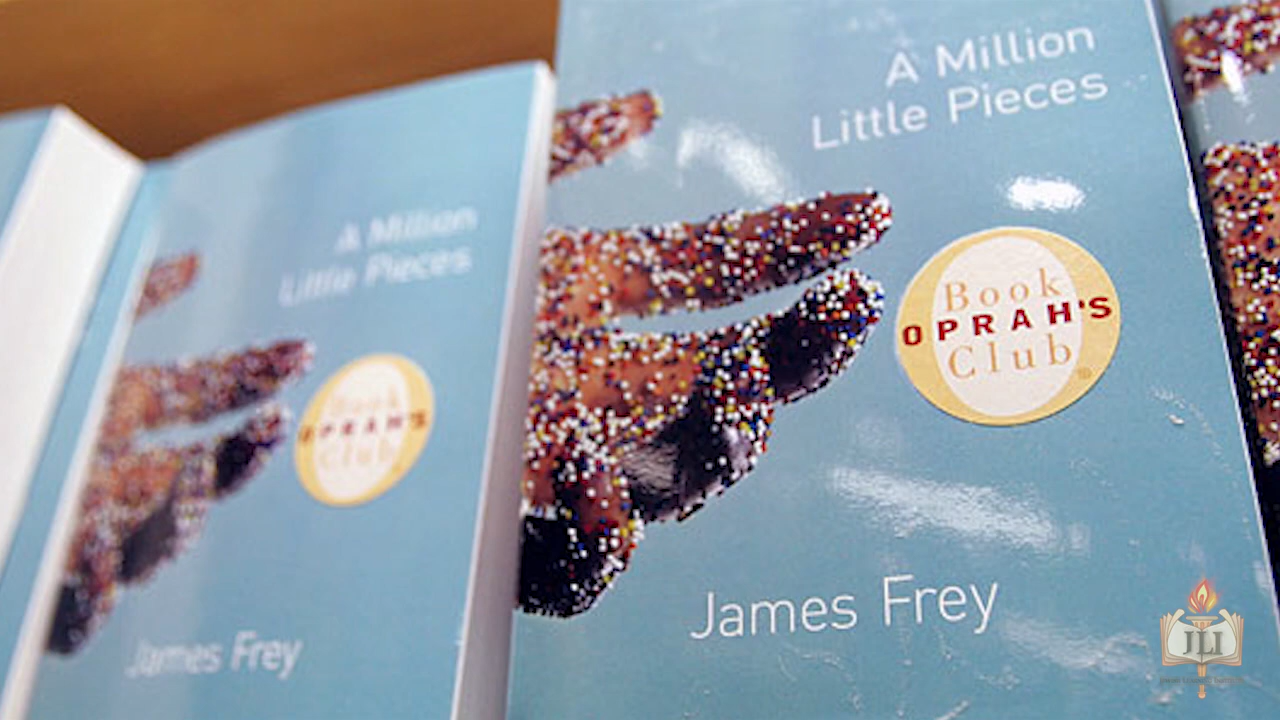 A Million
Little Pieces
Book
OPRAH'S
Club®
James Frey
A Million
Little Pieces
Book
OPRAH'S
Club
James Frey
JLI